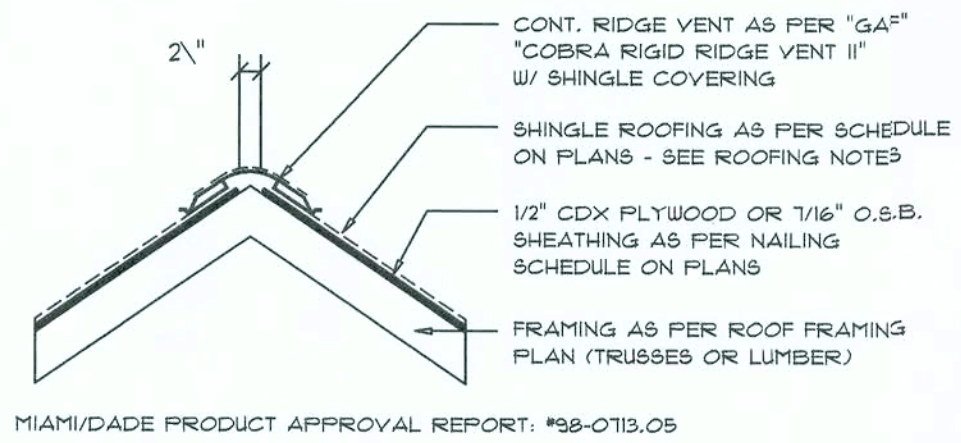 2\"
CONT. RIDGE VENT AS PER "GAF"
"COBRA RIGID RIDGE VENT II"
W/ SHINGLE COVERING
SHINGLE ROOFING AS PER SCHEDULE
ON PLANS - SEE ROOFING NOTES
1/2" CDX PLYWOOD OR 7/16" O.S.B.
SHEATHING AS PER NAILING
SCHEDULE ON PLANS
FRAMING AS PER ROOF FRAMING
PLAN (TRUSSES OR LUMBER)
MIAMI/DADE PRODUCT APPROVAL REPORT: #98-0713.05